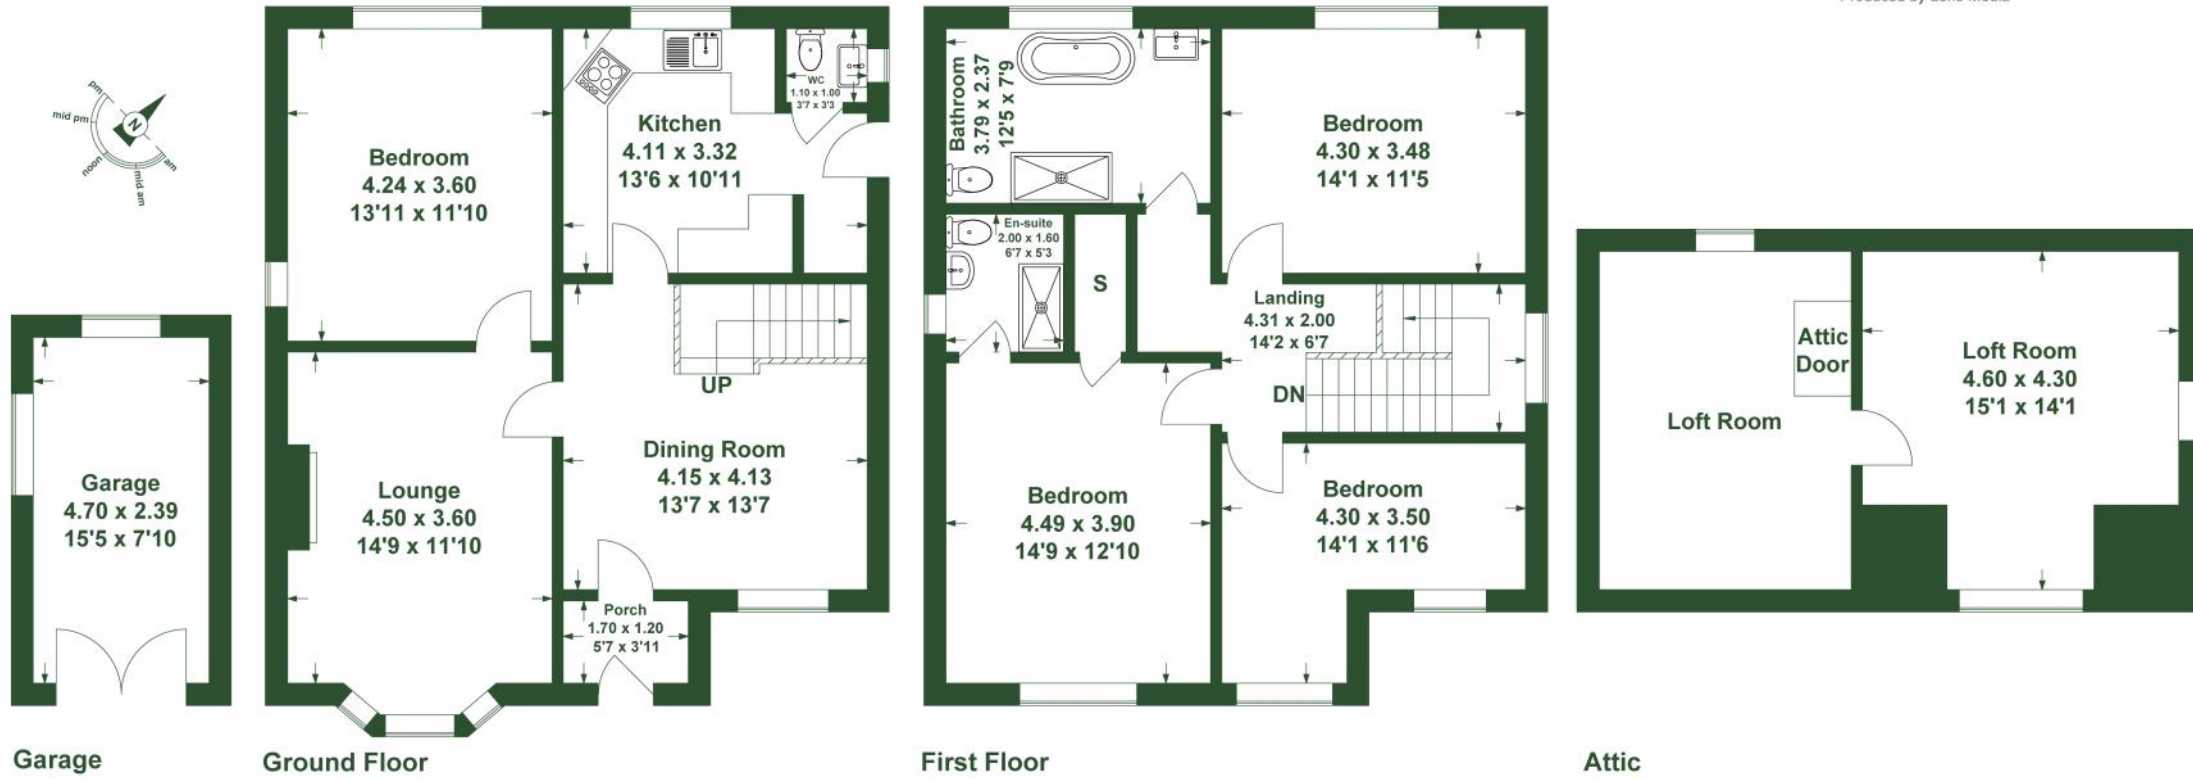 pm
mid pm
N
noon
mid am
am
Garage
4.70 x 2.39
15'5 x 7'10
Garage
Bedroom
4.24 x 3.60
13'11 x 11'10
Kitchen
4.11 x 3.32
13'6 x 10'11
WC
1.10 x 1.00
3'7 x 3'3
UP
Dining Room
4.15 x 4.13
13'7 x 13'7
Lounge
4.50 x 3.60
14'9 x 11'10
Porch
1.70 x 1.20
5'7 x 3'11
Ground Floor
Bathroom
3.79 x 2.37
12'5 x 7'9
Bedroom
4.30 x 3.48
14'1 x 11'5
En-suite
2.00 x 1.60
6'7 x 5'3
S
Landing
4.31 x 2.00
14'2 x 6'7
DN
Bedroom
4.49 x 3.90
14'9 x 12'10
Bedroom
4.30 x 3.50
14'1 x 11'6
First Floor
Attic
Door
Loft Room
Loft Room
4.60 x 4.30
15'1 x 14'1
Attic